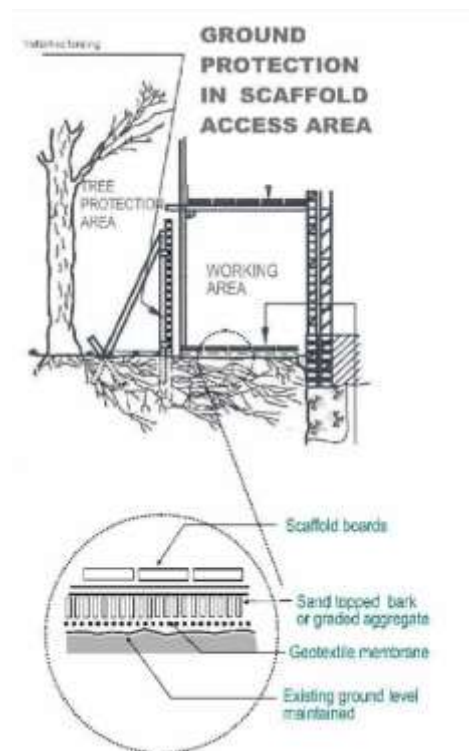 GROUND
PROTECTION
IN SCAFFOLD
ACCESS AREA
TREE
PROTECTION
AREA
WORKING
AREA
Scaffold boards
Sand topped bark
or graded aggregate
Geotextile membrane
Existing ground level
maintained